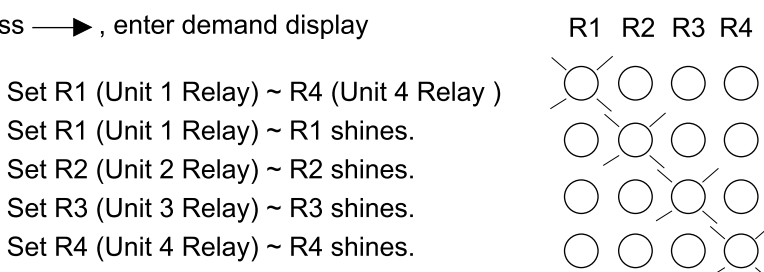 ss → , enter demand display
R1 R2 R3 R4
Set R1 (Unit 1 Relay) ~ R4 (Unit 4 Relay )
Set R1 (Unit 1 Relay) ~ R1 shines.
Set R2 (Unit 2 Relay) ~ R2 shines.
Set R3 (Unit 3 Relay) ~ R3 shines.
Set R4 (Unit 4 Relay) ~ R4 shines.